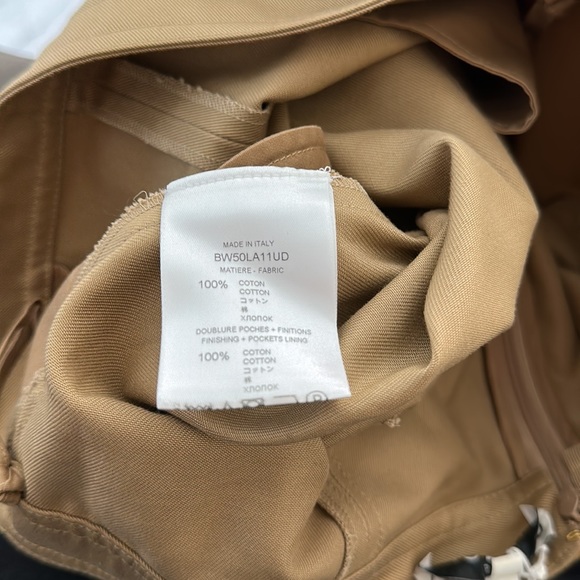 MADE IN ITALY
BW50LA11UD
MATIERE - FABRIC
100% COTON
COTTON
コットン
棉
ХЛОПОК
DOUBLURE POCHES + FINITIONS
FINISHING + POCKETS LINING
100% COTON
COTTON
コットン
棉
ХЛОПОК